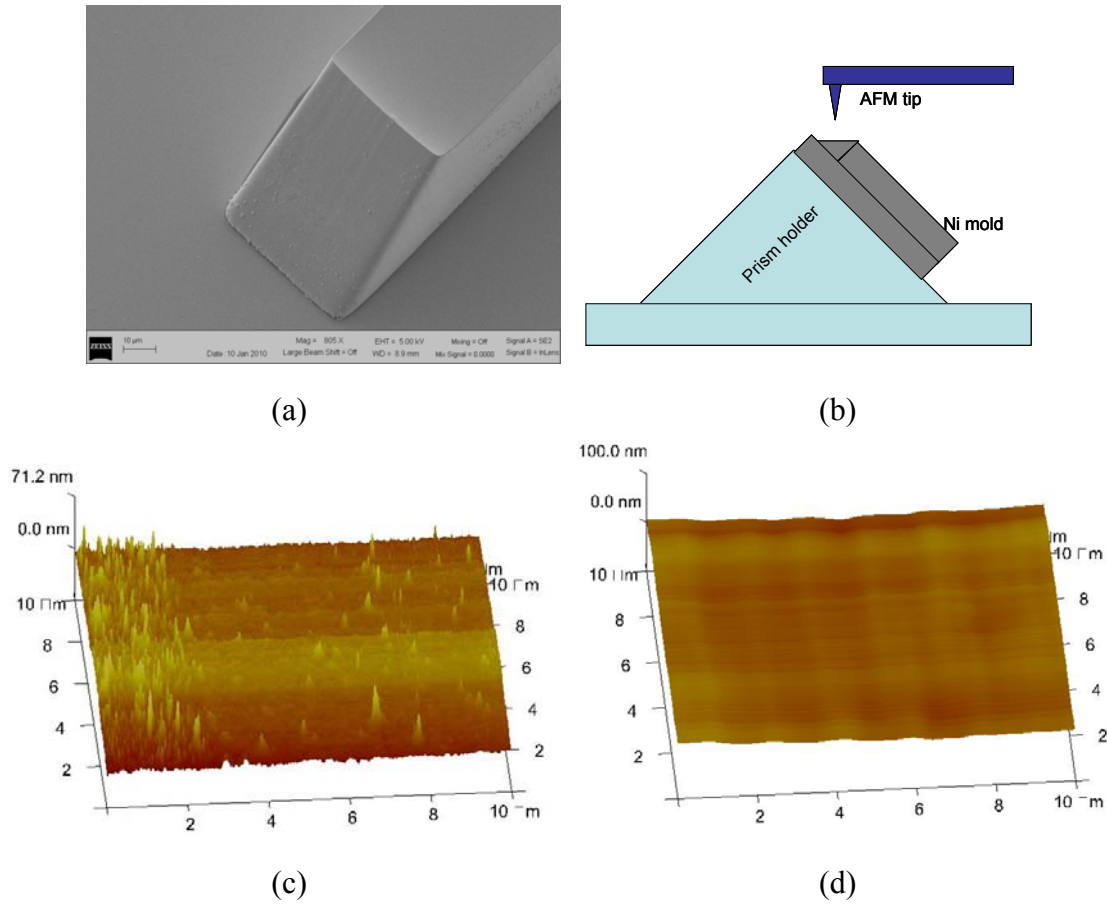 ZEISS
10 µm
Mag = 805 X
EHT = 5.00 kV
Mixing = Off
Signal A = SE2
Date :10 Jan 2010
Large Beam Shift = Off
WD = 8.9 mm
Mix Signal = 0.0000
Signal B = InLens
(a)
AFM tip
Prism holder
Ni mold
(b)
71.2 nm
0.0 nm
10 □m
8
6
4
2
m
10 ⎾m
8
6
4
2
2
4
6
8
10 ⎾m
(c)
100.0 nm
0.0 nm
10 □m
8
6
4
2
m
10 ⎾m
8
6
4
2
2
4
6
8
10 ⎾m
(d)